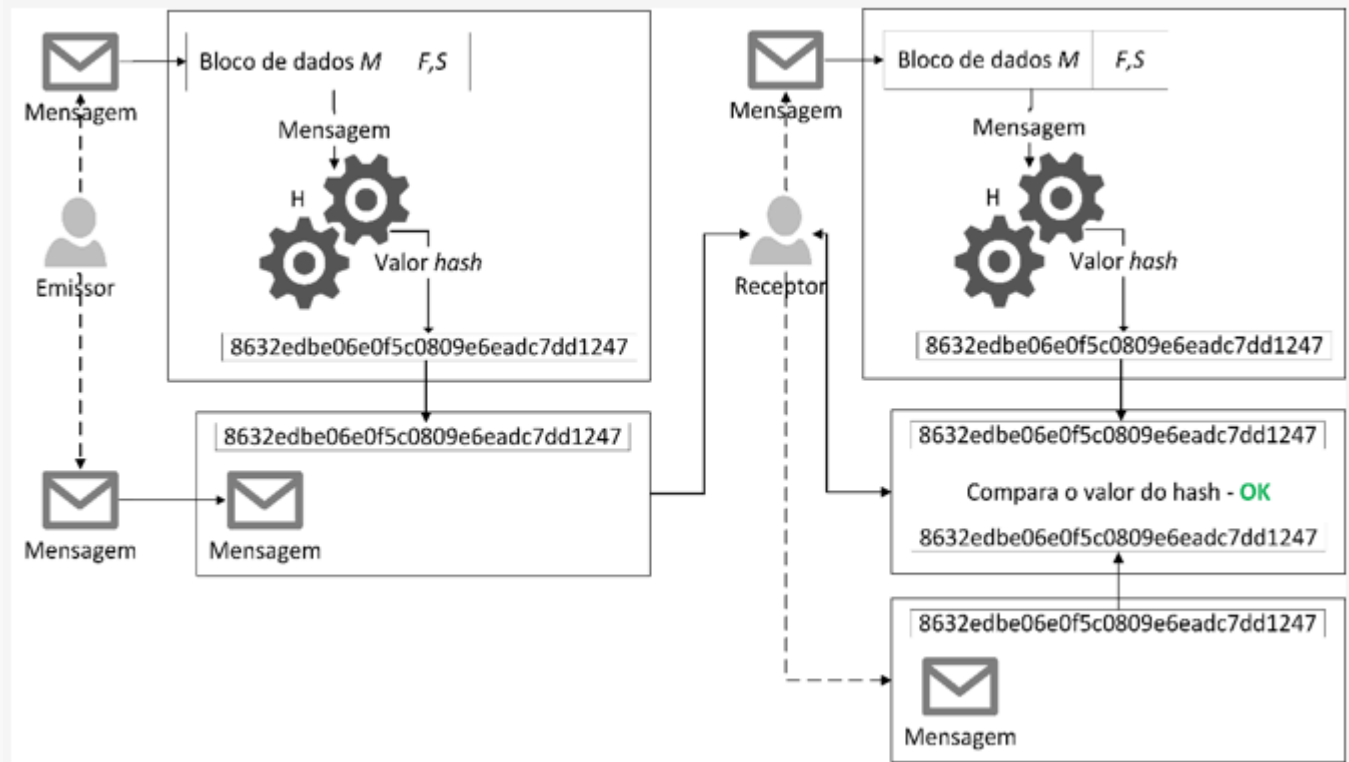 Mensagem
Bloco de dados M F,S
Mensagem
H
Valor hash
8632edbe06e0f5c0809e6eadc7dd1247
Emissor
8632edbe06e0f5c0809e6eadc7dd1247
Mensagem
Mensagem
Mensagem
Bloco de dados M F,S
Mensagem
H
Valor hash
8632edbe06e0f5c0809e6eadc7dd1247
Receptor
8632edbe06e0f5c0809e6eadc7dd1247
Compara o valor do hash - OK
8632edbe06e0f5c0809e6eadc7dd1247
8632edbe06e0f5c0809e6eadc7dd1247
Mensagem